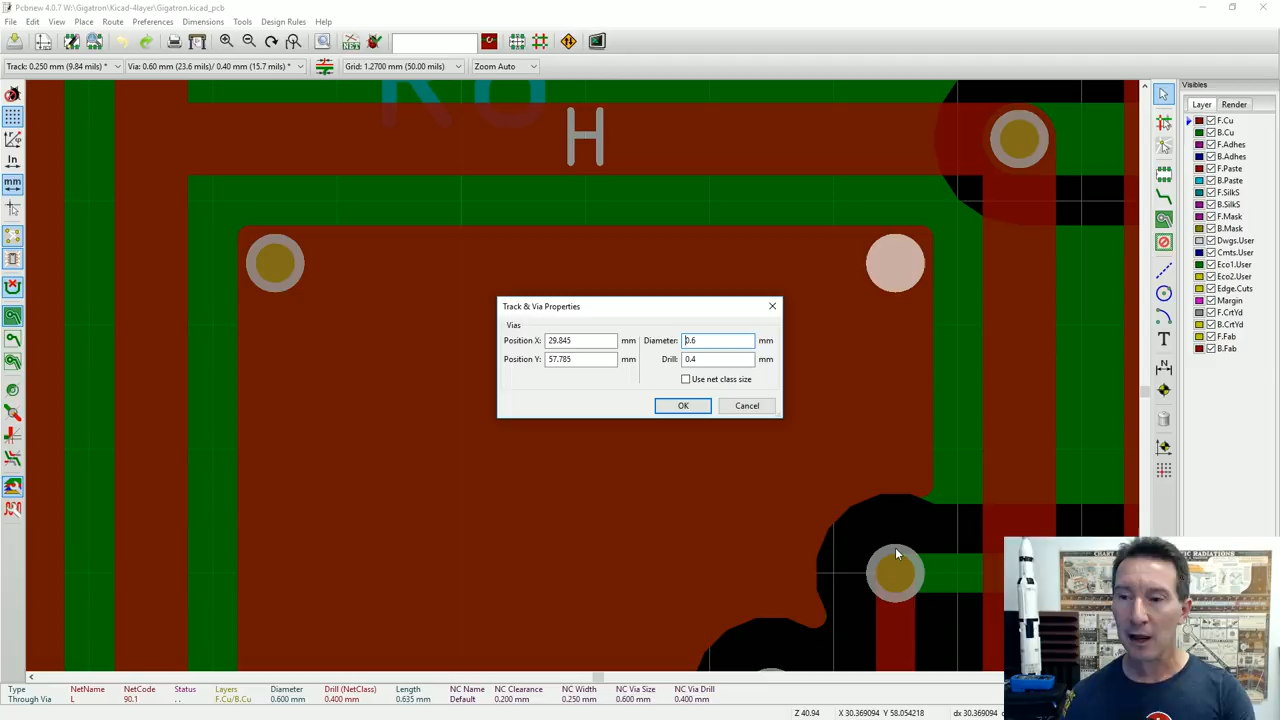 Pcbnew 4.0.7 W:\Gigatron\Kicad-4layer\Gigatron.kicad_pcb
File Edit View Place Route Preferences Dimensions Tools Design Rules Help
Track: 0.250 mm (9.84 mils) * Via: 0.60 mm (23.6 mils)/ 0.40 mm (15.7 mils) * Grid: 1.2700 mm (50.00 mils) Zoom Auto
Visibles
Layer Render
F.Cu
B.Cu
F.Adhes
B.Adhes
F.Paste
B.Paste
F.SilkS
B.SilkS
F.Mask
B.Mask
Dwgs.User
Cmts.User
Eco1.User
Eco2.User
Edge.Cuts
Margin
F.CrtYd
B.CrtYd
F.Fab
B.Fab
In
mm
H
Track & Via Properties
Vias
Position X: 29.845 mm Diameter: 0.6 mm
Position Y: 57.785 mm Drill: 0.4 mm
Use net class size
OK Cancel
Type NetName NetCode Status Layers Diameter Drill (NetClass) Length NC Name NC Clearance NC Width NC Via Size NC Via Drill
Through Via L 90.1 . . F.Cu/B.Cu 0.600 mm 0.400 mm 0.635 mm Default 0.200 mm 0.250 mm 0.600 mm 0.400 mm
Z 40.94 X 30.369094 Y 58.054218 dx 30.369094